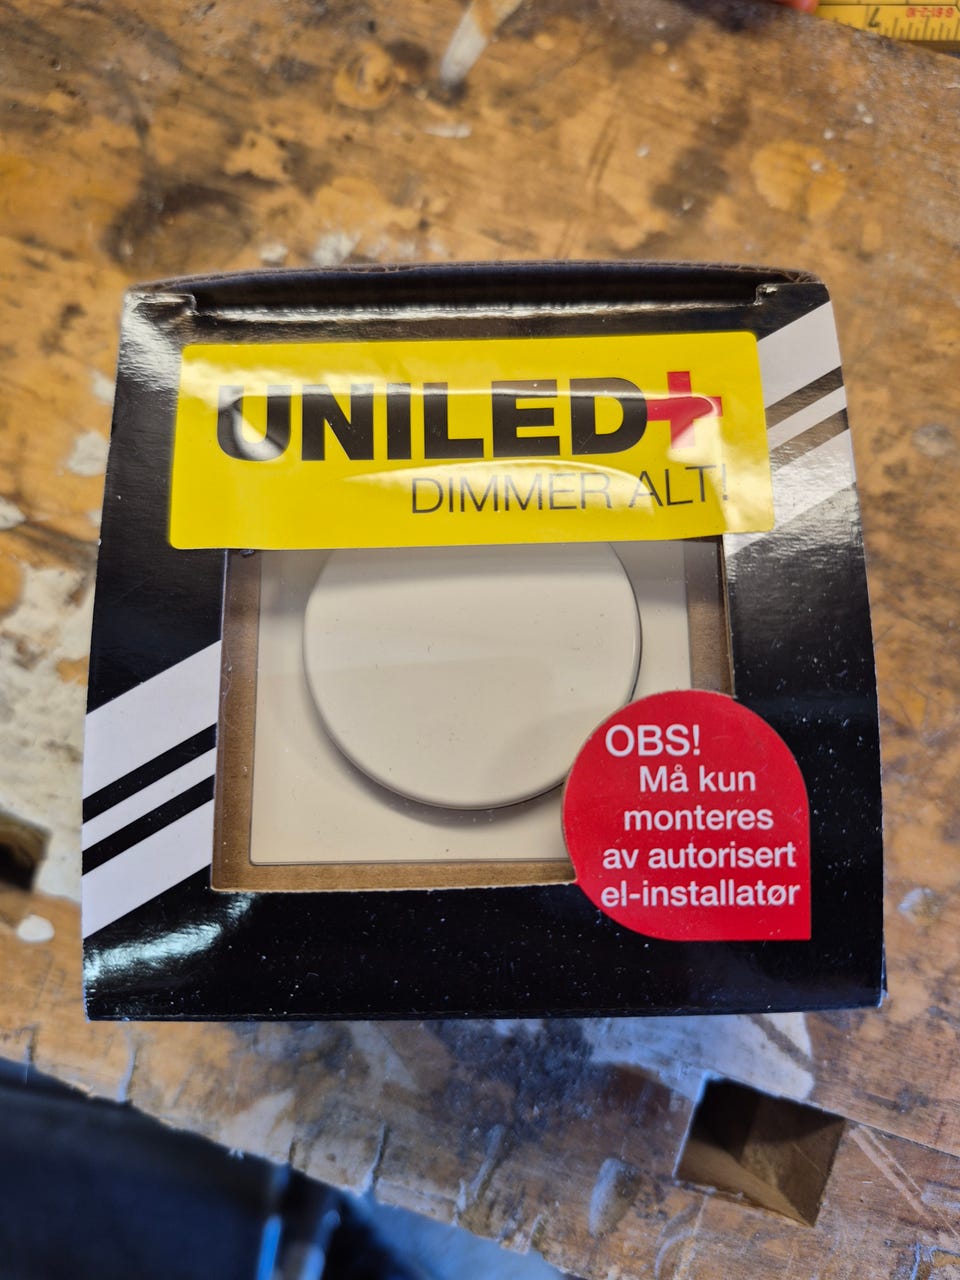 UNILED+
DIMMER ALT!
OBS!
Må kun
monteres
av autorisert
el-installatør